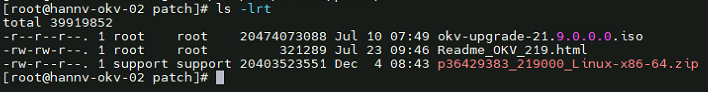 [root@hannv-okv-02 patch]# ls -lrt
total 39919852
-r--r--r--. 1 root    root    20474073088 Jul 10 07:49 okv-upgrade-21.9.0.0.0.iso
-rw-rw-r--. 1 root    root         321289 Jul 23 09:46 Readme_OKV_219.html
-rw-r--r--. 1 support support 20403523551 Dec  4 08:43 p36429383_219000_Linux-x86-64.zip
[root@hannv-okv-02 patch]#